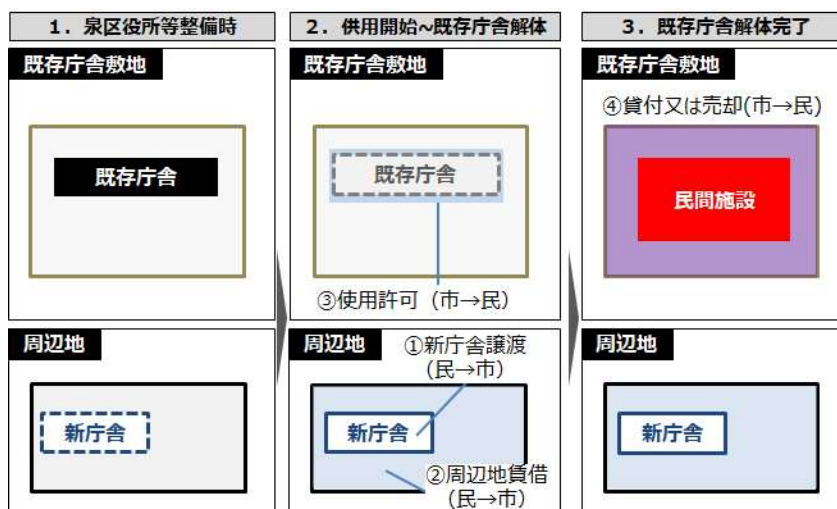 1．泉区役所等整備時
2．供用開始~既存庁舎解体
3．既存庁舎解体完了
既存庁舎敷地
既存庁舎
既存庁舎敷地
既存庁舎
③使用許可（市→民）
既存庁舎敷地
④貸付又は売却(市→民)
民間施設
周辺地
新庁舎
周辺地
①新庁舎譲渡
(民→市)
新庁舎
②周辺地賃借
(民→市)
周辺地
新庁舎